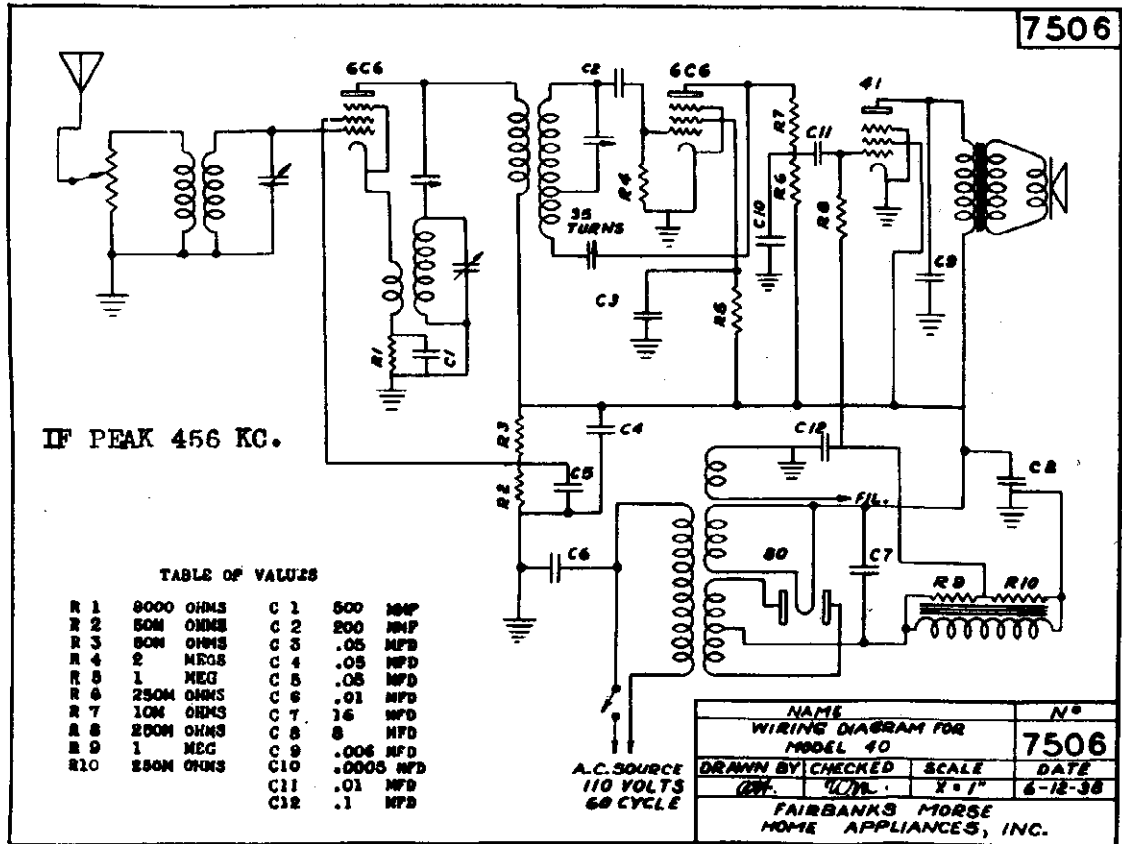 7506
6C6
C2
6C6
41
R7
C11
R4
R6
R8
35
TURNS
C10
C9
C3
R5
R1
C1
IF PEAK 456 KC.
R3
C4
C12
C5
R2
C8
FIL.
C6
80
C7
R9
R10
TABLE OF VALUES
R 1 8000 OHMS C 1 500 MMF
R 2 50M OHMS C 2 200 MMF
R 3 50M OHMS C 3 .05 MFD
R 4 2 MEGS C 4 .05 MFD
R 5 1 MEG C 5 .05 MFD
R 6 250M OHMS C 6 .01 MFD
R 7 10M OHMS C 7 16 MFD
R 8 250M OHMS C 8 8 MFD
R 9 1 MEG C 9 .006 MFD
R10 250M OHMS C10 .0005 MFD
C11 .01 MFD
C12 .1 MFD
A.C. SOURCE
110 VOLTS
60 CYCLE
NAME Nº
WIRING DIAGRAM FOR
MODEL 40
7506
DRAWN BY CHECKED SCALE DATE
X = 1"
FAIRBANKS MORSE
HOME APPLIANCES, INC.